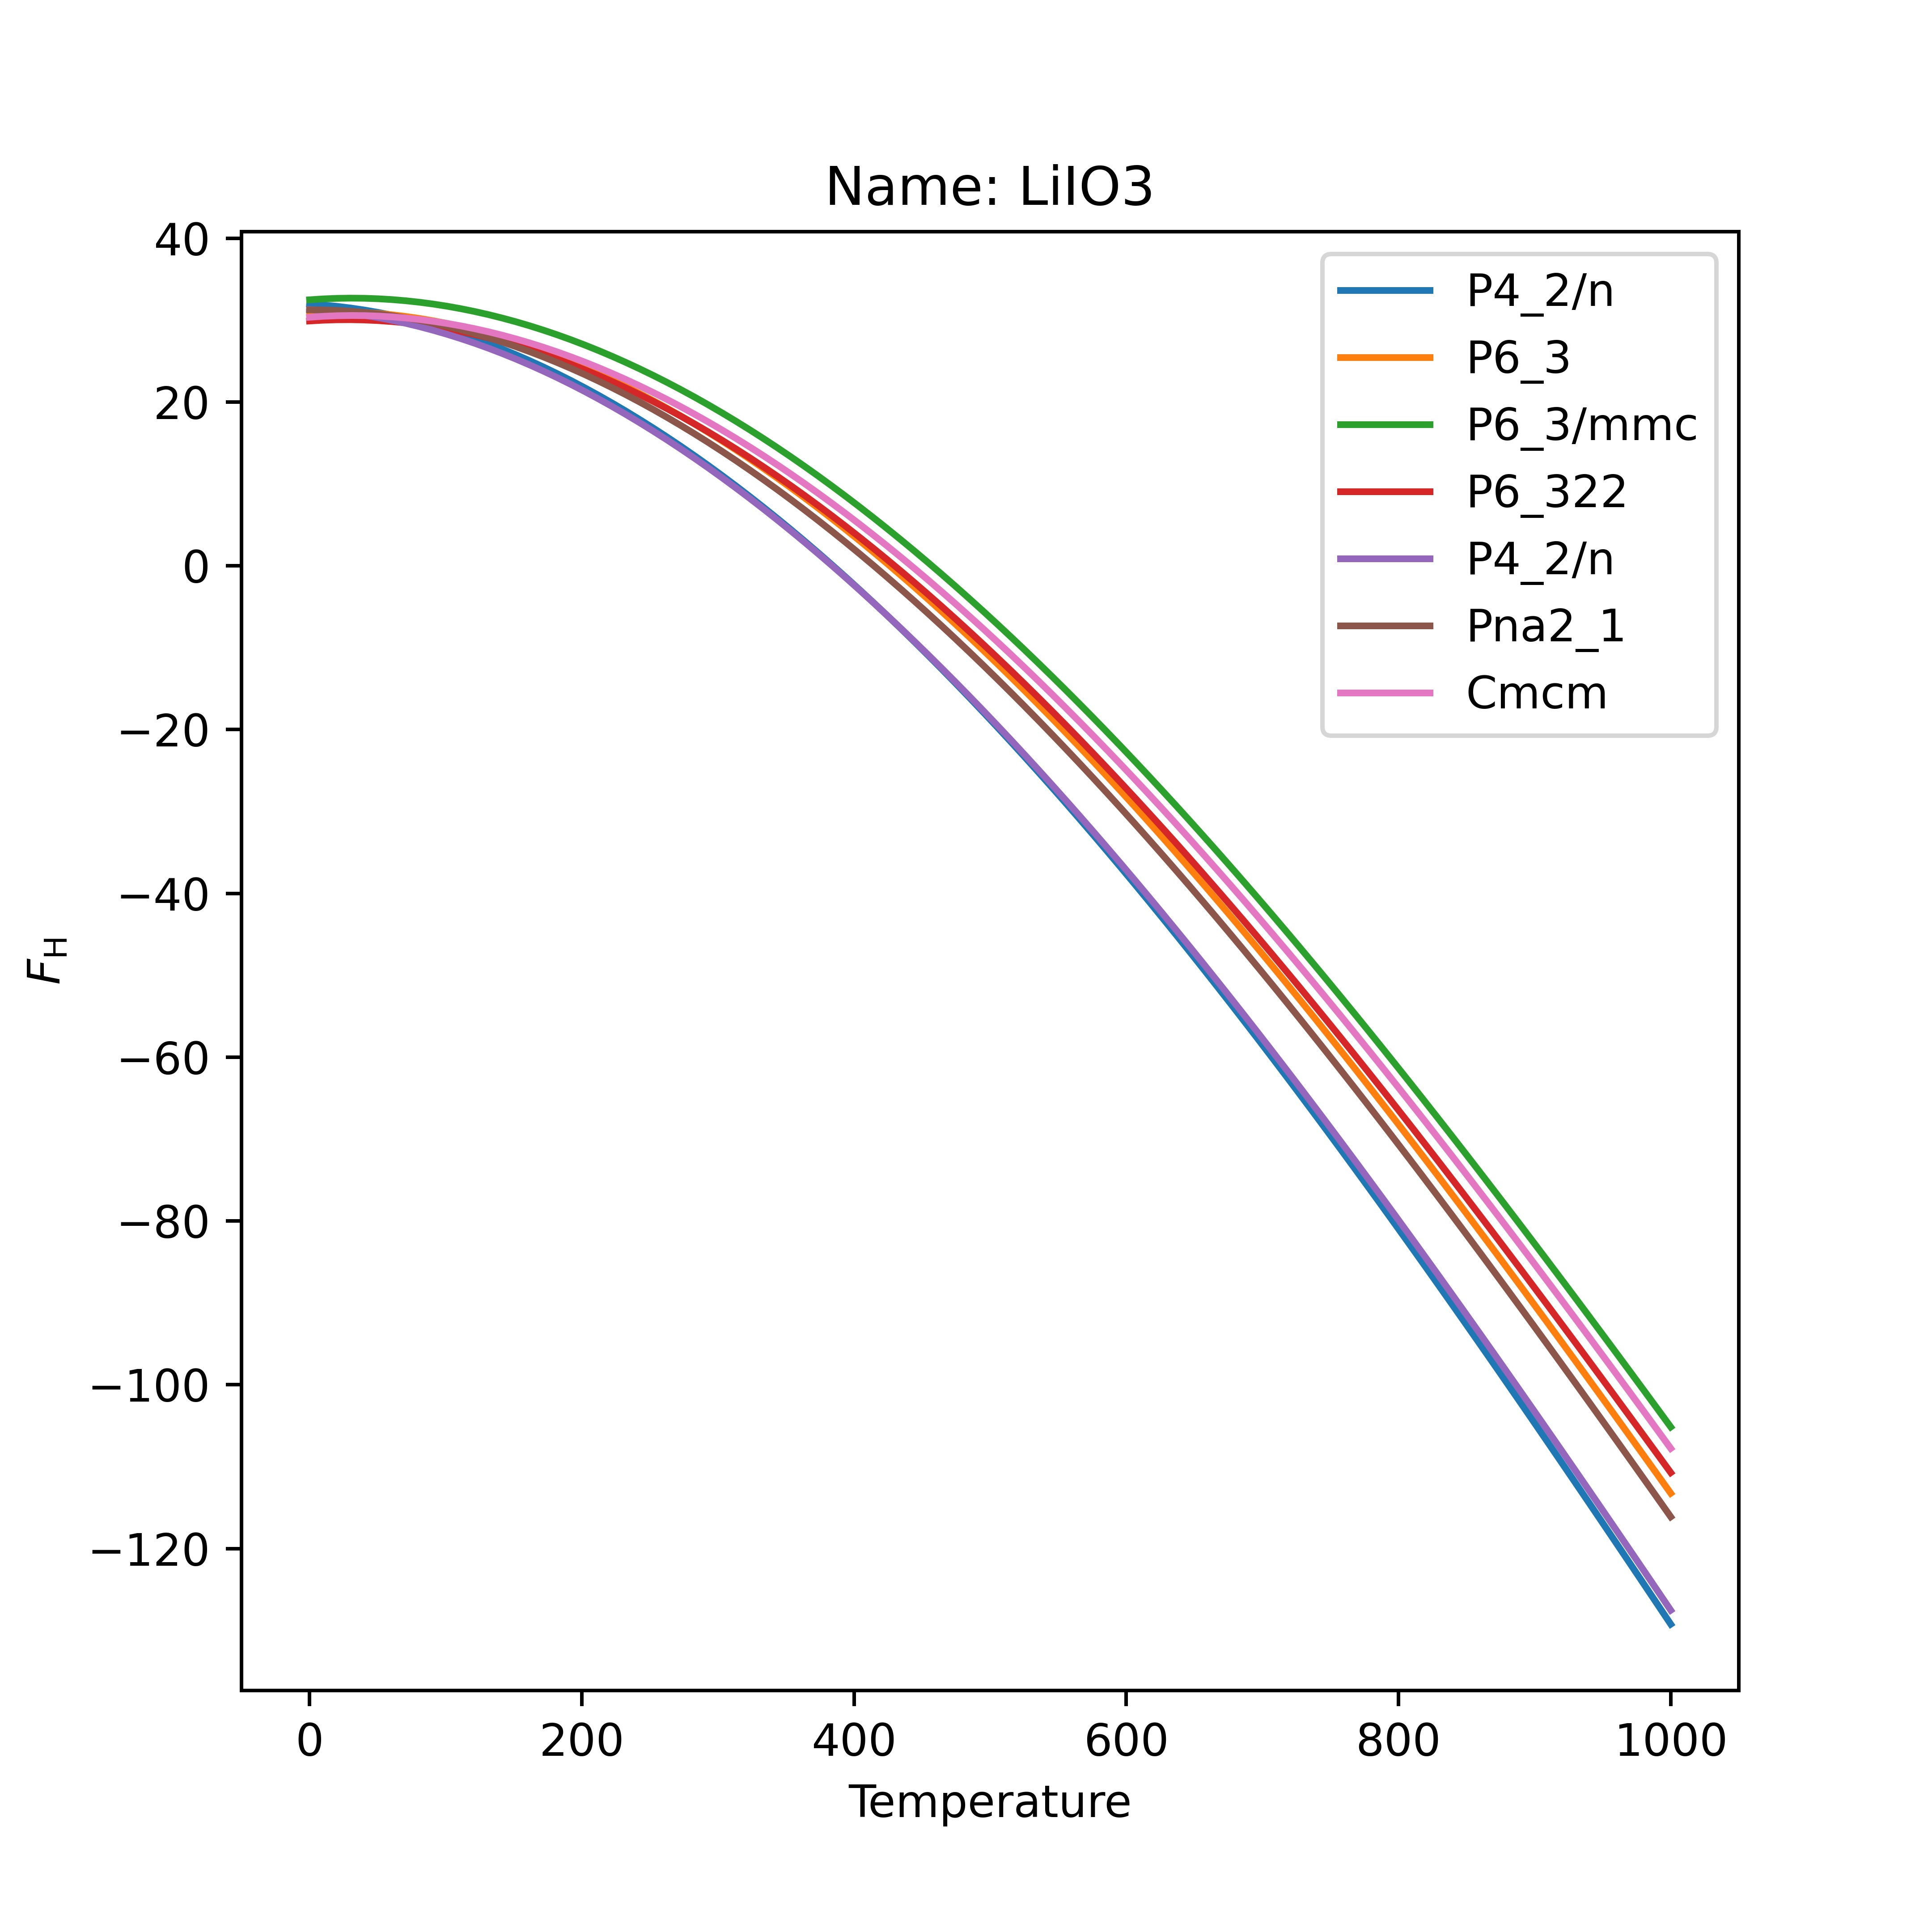 Name: LiIO3
40
20
0
−20
−40
−60
−80
−100
−120
F_H
P4_2/n
P6_3
P6_3/mmc
P6_322
P4_2/n
Pna2_1
Cmcm
0 200 400 600 800 1000
Temperature